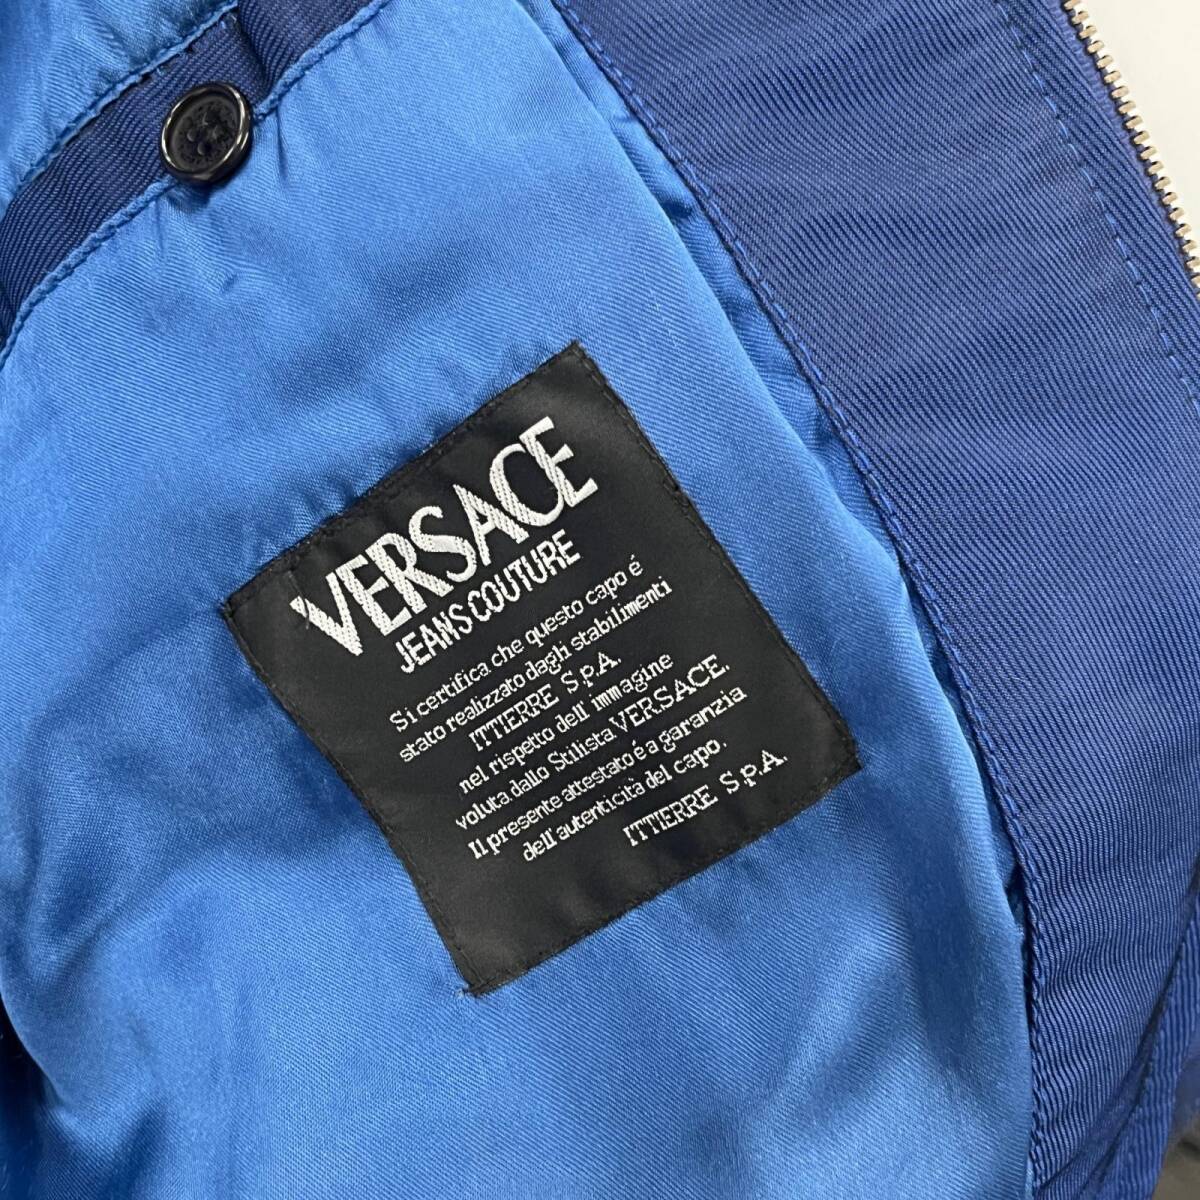 VERSACE
JEANS COUTURE
Si certifica che questo capo é
stato realizzato dagli stabilimenti
ITTIERRE S.p.A.
nel rispetto dell' immagine
voluta dallo Stilista VERSACE.
Il presente attestato é a garanzia
dell' autenticità del capo.
ITTIERRE S.p.A.